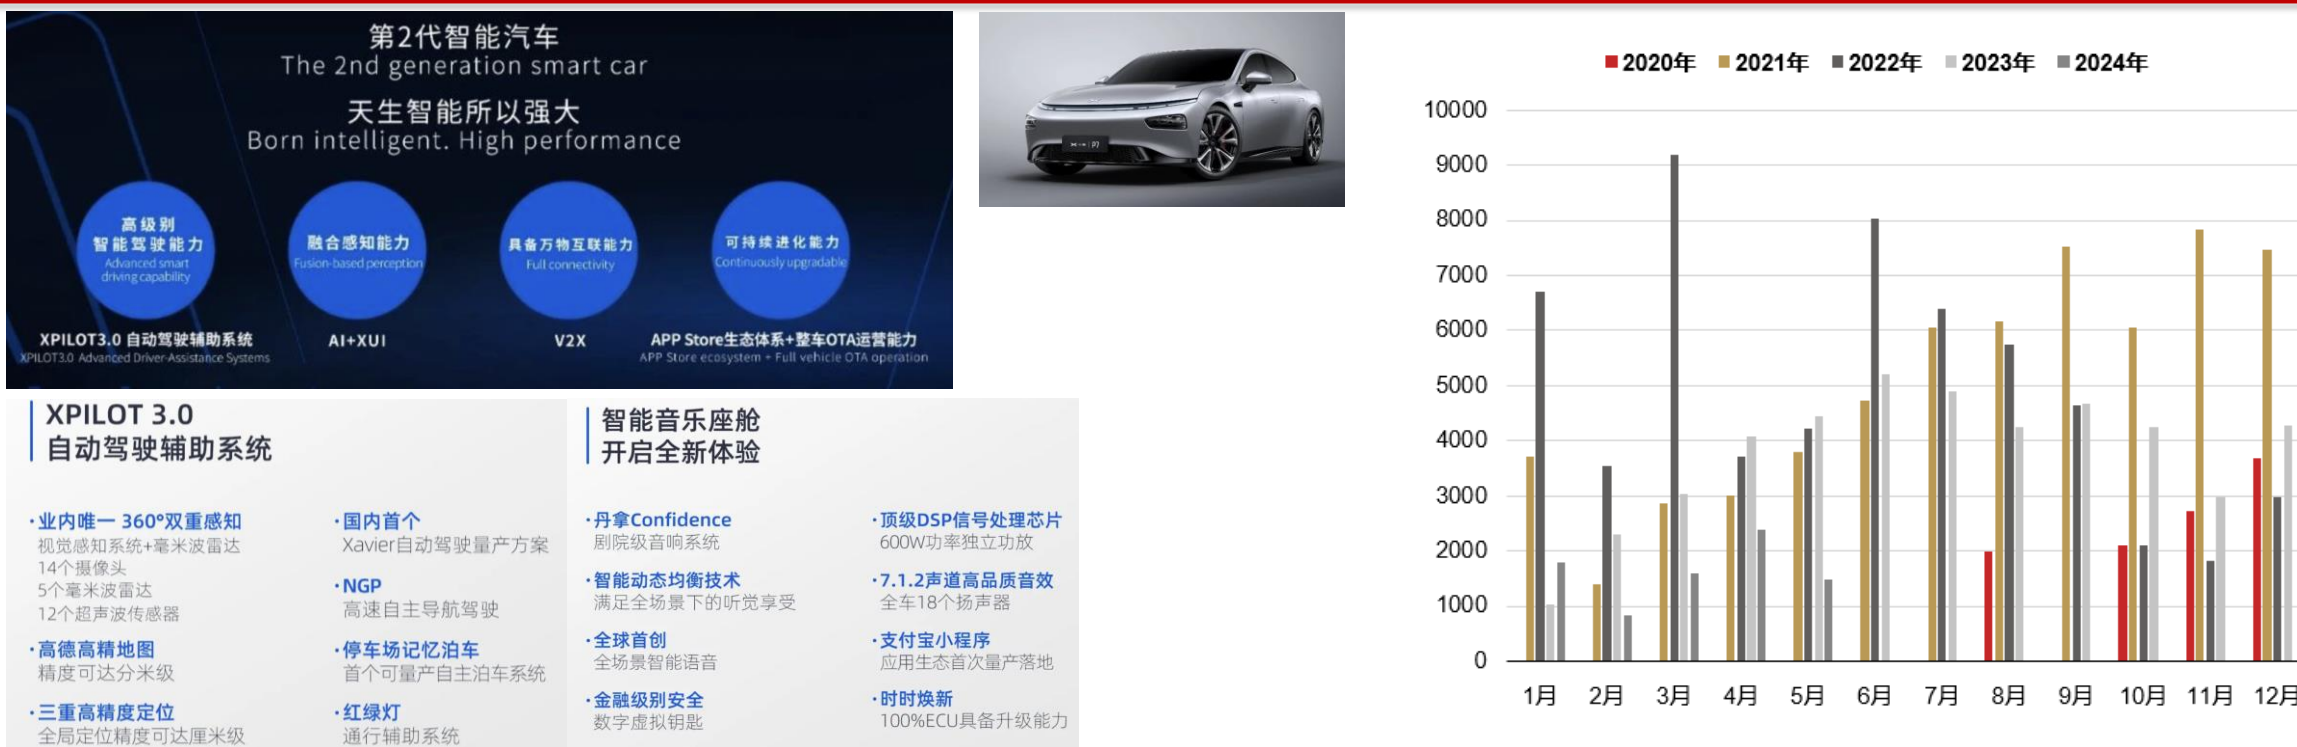 第2代智能汽车
The 2nd generation smart car
天生智能所以强大
Born intelligent. High performance
高级别
智能驾驶能力
Advanced smart
driving capability
融合感知能力
Fusion-based perception
具备万物互联能力
Full connectivity
可持续进化能力
Continuously upgradable
XPILOT3.0 自动驾驶辅助系统
XPILOT3.0 Advanced Driver-Assistance Systems
AI+XUI
V2X
APP Store生态体系+整车OTA运营能力
APP Store ecosystem + Full vehicle OTA operation
P7
XPILOT 3.0
自动驾驶辅助系统
·业内唯一 360°双重感知
视觉感知系统+毫米波雷达
14个摄像头
5个毫米波雷达
12个超声波传感器
·高德高精地图
精度可达分米级
·三重高精度定位
全局定位精度可达厘米级
·国内首个
Xavier自动驾驶量产方案
·NGP
高速自主导航驾驶
·停车场记忆泊车
首个可量产自主泊车系统
·红绿灯
通行辅助系统
智能音乐座舱
开启全新体验
·丹拿Confidence
剧院级音响系统
·智能动态均衡技术
满足全场景下的听觉享受
·全球首创
全场景智能语音
·金融级别安全
数字虚拟钥匙
·顶级DSP信号处理芯片
600W功率独立功放
·7.1.2声道高品质音效
全车18个扬声器
·支付宝小程序
应用生态首次量产落地
·时时焕新
100%ECU具备升级能力
2020年 2021年 2022年 2023年 2024年
10000
9000
8000
7000
6000
5000
4000
3000
2000
1000
0
1月 2月 3月 4月 5月 6月 7月 8月 9月 10月 11月 12月